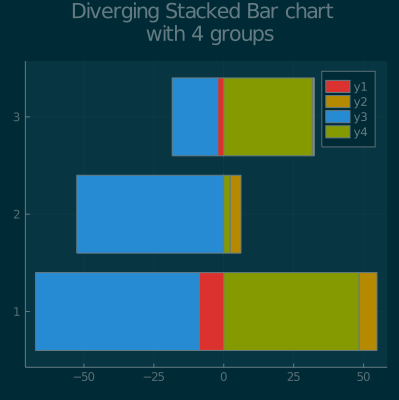 Diverging Stacked Bar chart
with 4 groups
y1
y2
y3
y4
3
2
1
−50 −25 0 25 50